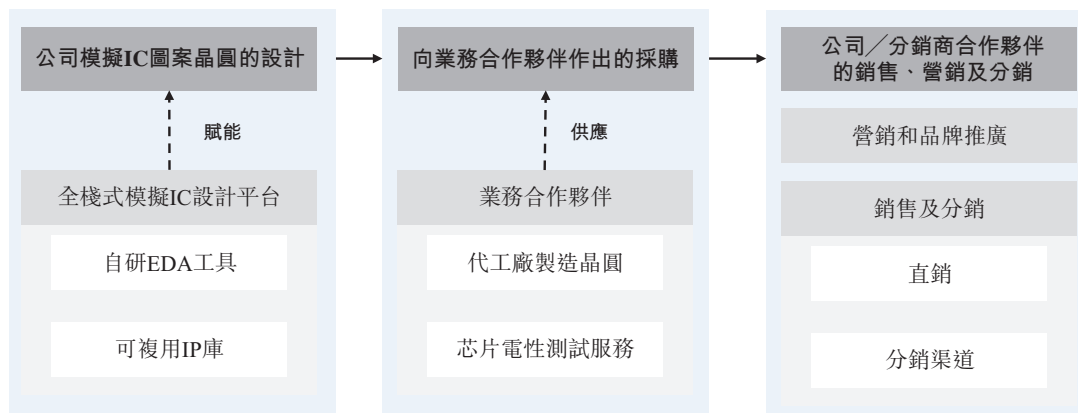 公司模擬IC圖案晶圓的設計
賦能
全棧式模擬IC設計平台
自研EDA工具
可複用IP庫
向業務合作夥伴作出的採購
供應
業務合作夥伴
代工廠製造晶圓
芯片電性測試服務
公司／分銷商合作夥伴
的銷售、營銷及分銷
營銷和品牌推廣
銷售及分銷
直銷
分銷渠道